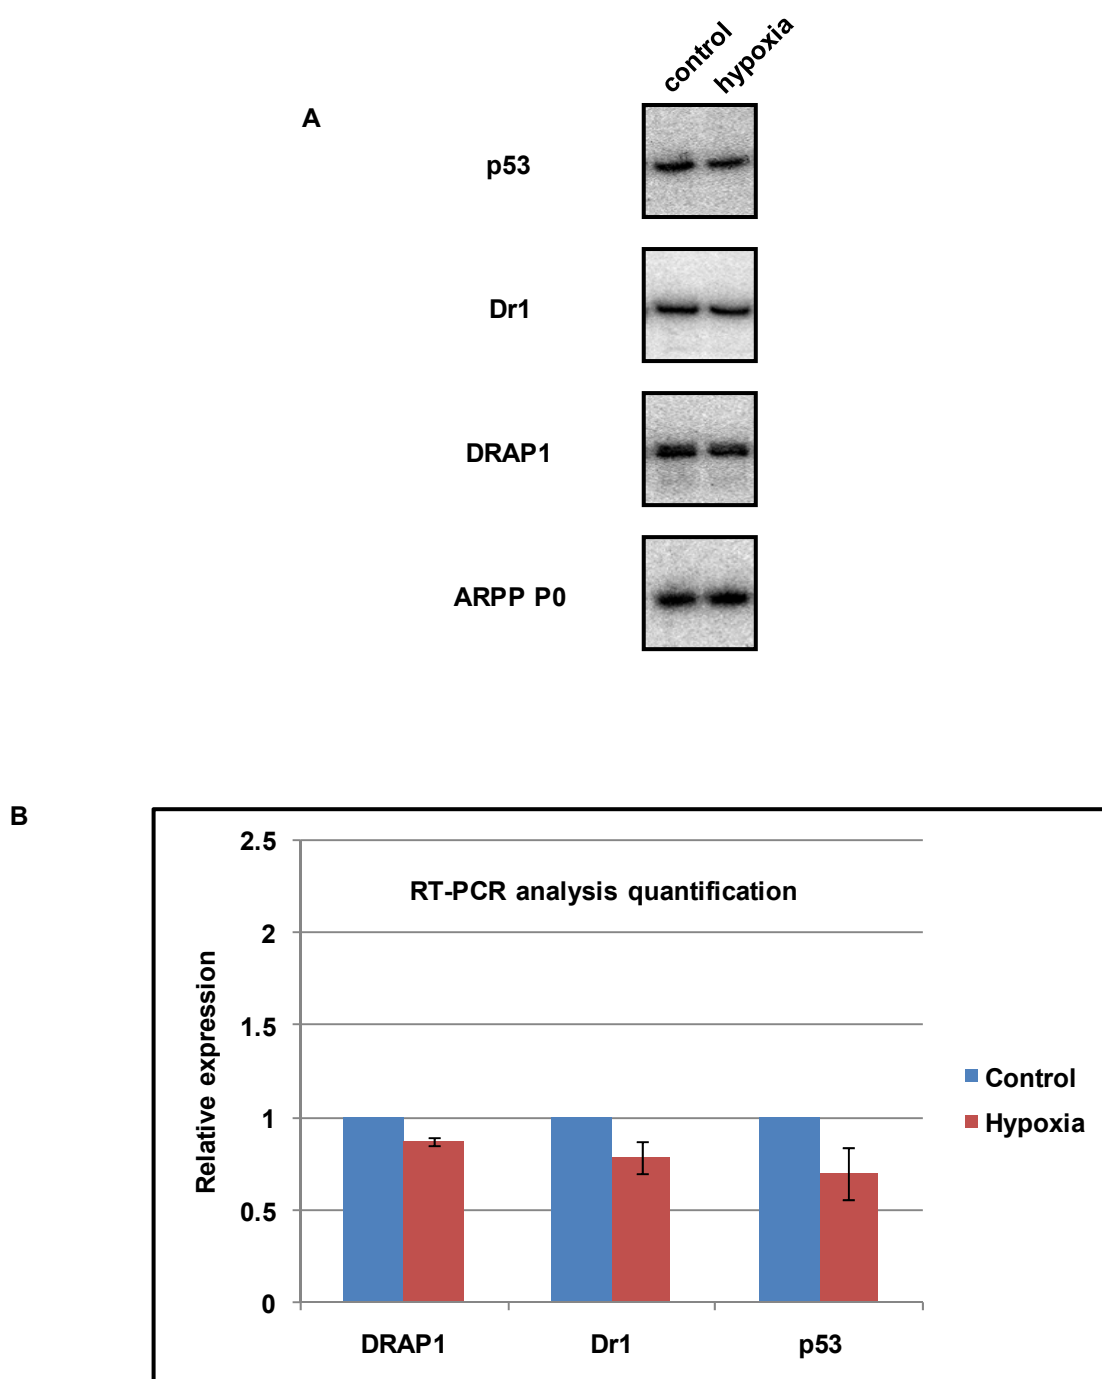 control
hypoxia
A
p53
Dr1
DRAP1
ARPP P0
B
RT-PCR analysis quantification
Relative expression
2.5
2
1.5
1
0.5
0
DRAP1 Dr1 p53
Control
Hypoxia